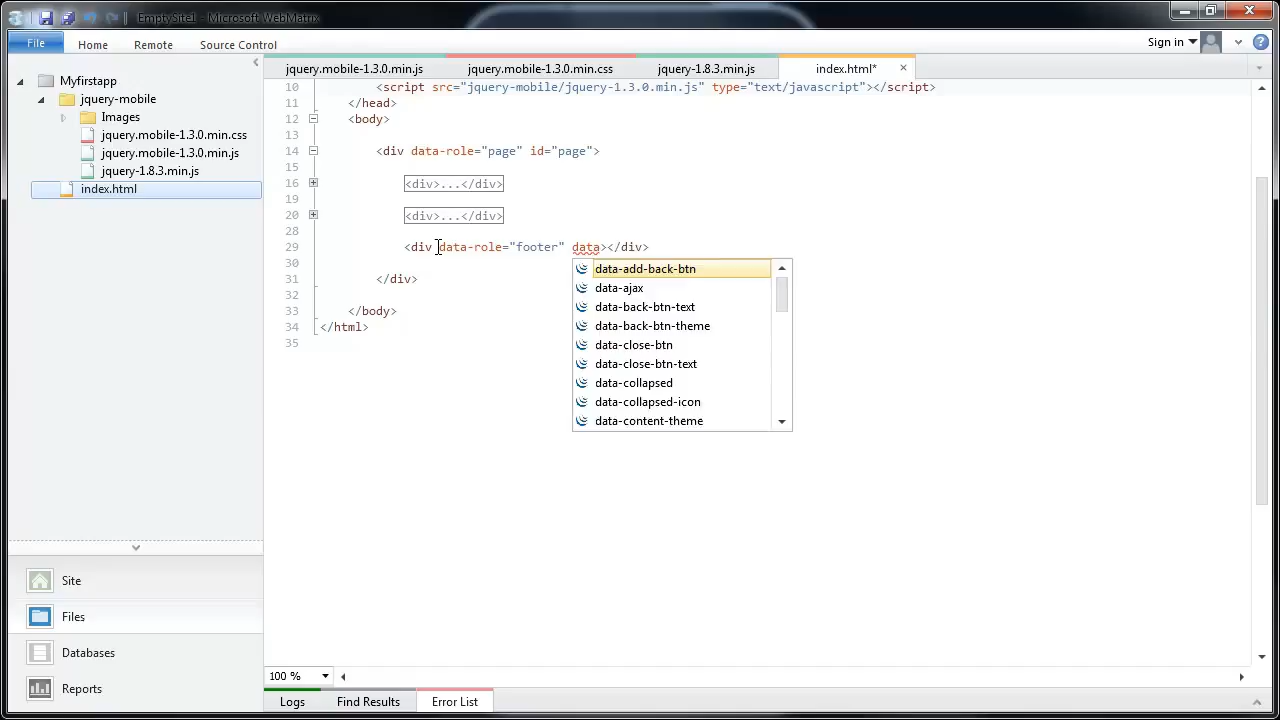 EmptySite1 - Microsoft WebMatrix
File
Home
Remote
Source Control
Sign in
Myfirstapp
jquery-mobile
Images
jquery.mobile-1.3.0.min.css
jquery.mobile-1.3.0.min.js
jquery-1.8.3.min.js
index.html
jquery.mobile-1.3.0.min.js
jquery.mobile-1.3.0.min.css
jquery-1.8.3.min.js
index.html*
10 <script src="jquery-mobile/jquery-1.3.0.min.js" type="text/javascript"></script>
11 </head>
12 <body>
13
14 <div data-role="page" id="page">
15
16 <div>...</div>
19
20 <div>...</div>
28
29 <div data-role="footer" data></div>
30
31 </div>
32
33 </body>
34 </html>
35
data-add-back-btn
data-ajax
data-back-btn-text
data-back-btn-theme
data-close-btn
data-close-btn-text
data-collapsed
data-collapsed-icon
data-content-theme
Site
Files
Databases
Reports
100 %
Logs
Find Results
Error List